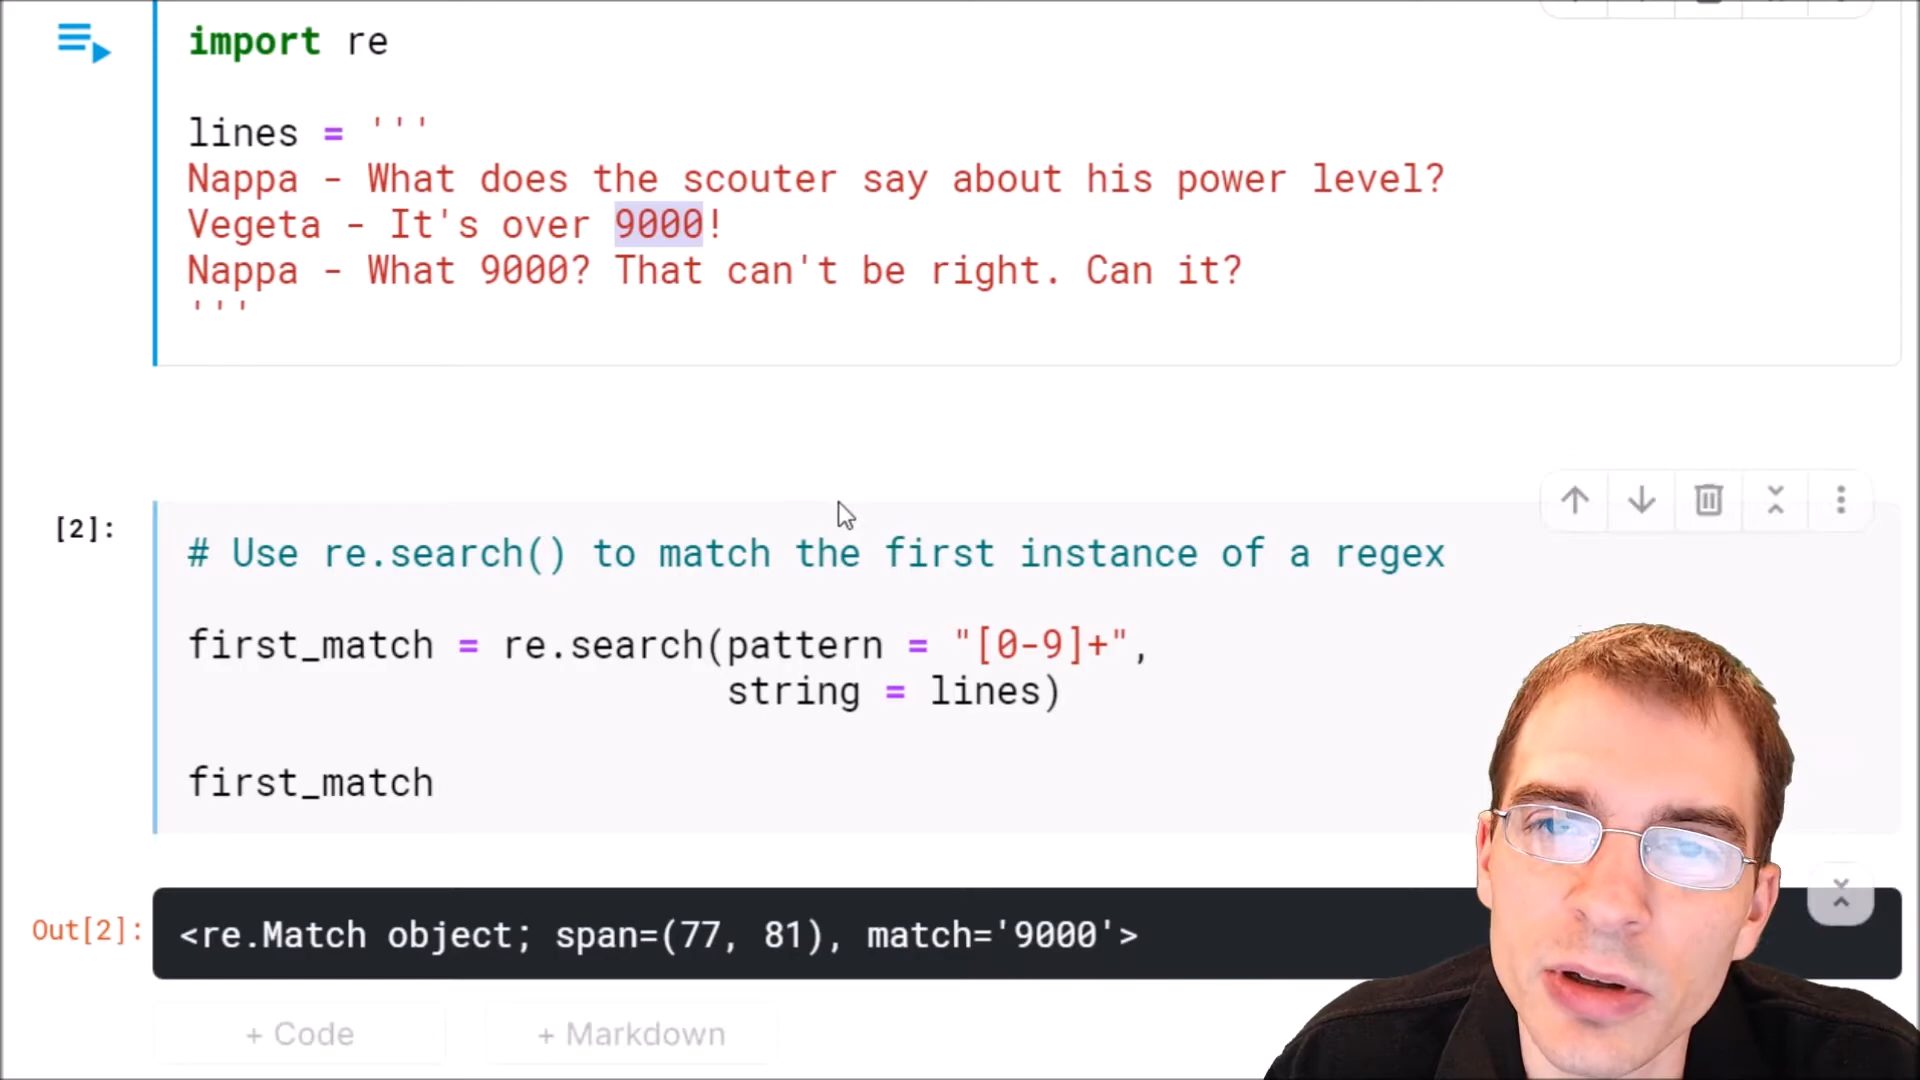 import re
lines = '''
Nappa - What does the scouter say about his power level?
Vegeta - It's over 9000!
Nappa - What 9000? That can't be right. Can it?
'''
[2]:
# Use re.search() to match the first instance of a regex
first_match = re.search(pattern = "[0-9]+",
string = lines)
first_match
Out[2]:
<re.Match object; span=(77, 81), match='9000'>
+ Code
+ Markdown